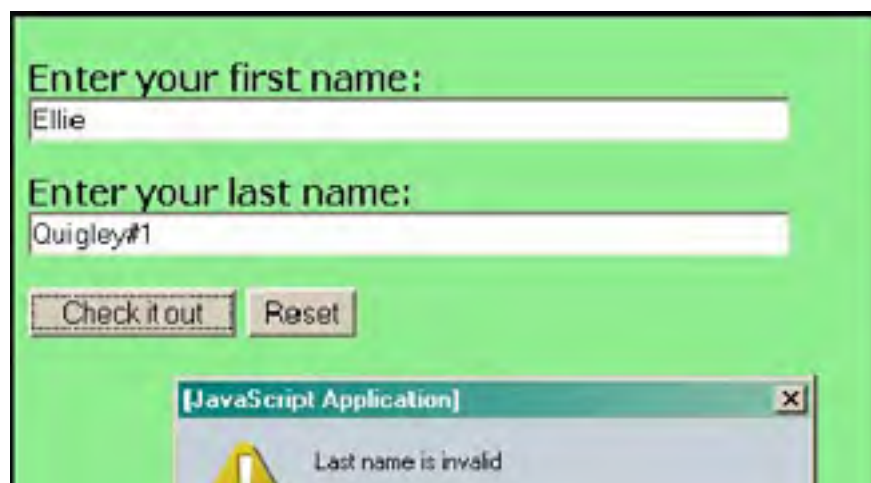 Enter your first name:
Ellie
Enter your last name:
Quigley#1
Check it out Reset
[JavaScript Application]
Last name is invalid